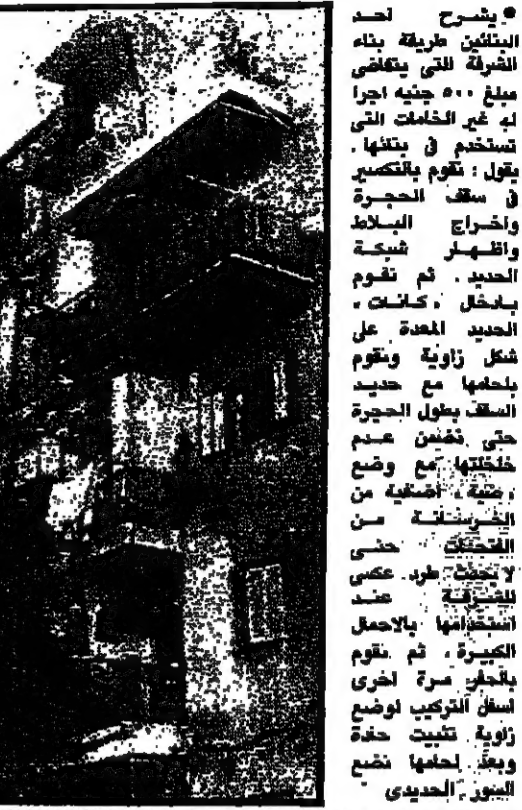 ● يشرح احد
البنائين طريقة بناء
الشرفة التى يتقاضى
مبلغ ٥٠٠ جنيه اجرا
له غير الخامات التى
تستخدم فى بنائها .
يقول : نقوم بالتكسير
فى سقف الحجرة
واخراج البلاط
واظهار شبكة
الحديد . ثم نقوم
بادخال « كانات »
الحديد المعدة على
شكل زاوية ونقوم
بلحامها مع حديد
السقف بطول الحجرة
حتى نضمن عدم
خلخلتها مع وضع
اضافية من
الخرسانة من
الفتحات حتى
لا يحدث طرد عكسى
للشرفة عند
استخدامها بالاحمال
الكبيرة ، ثم نقوم
بالحفر مرة اخرى
اسفل التركيب لوضع
زاوية تثبيت حادة
وبعد لحامها نضع
الحديدى